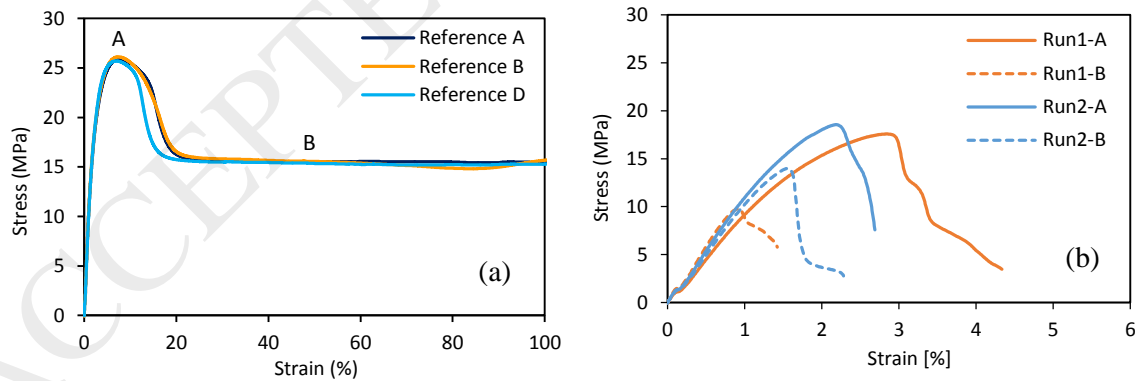 30
25
20
15
10
5
0
Stress (MPa)
A
B
Reference A
Reference B
Reference D
(a)
0 20 40 60 80 100
Strain (%)
30
25
20
15
10
5
0
Stress (MPa)
Run1-A
Run1-B
Run2-A
Run2-B
(b)
0 1 2 3 4 5 6
Strain [%]
ACCEPTE